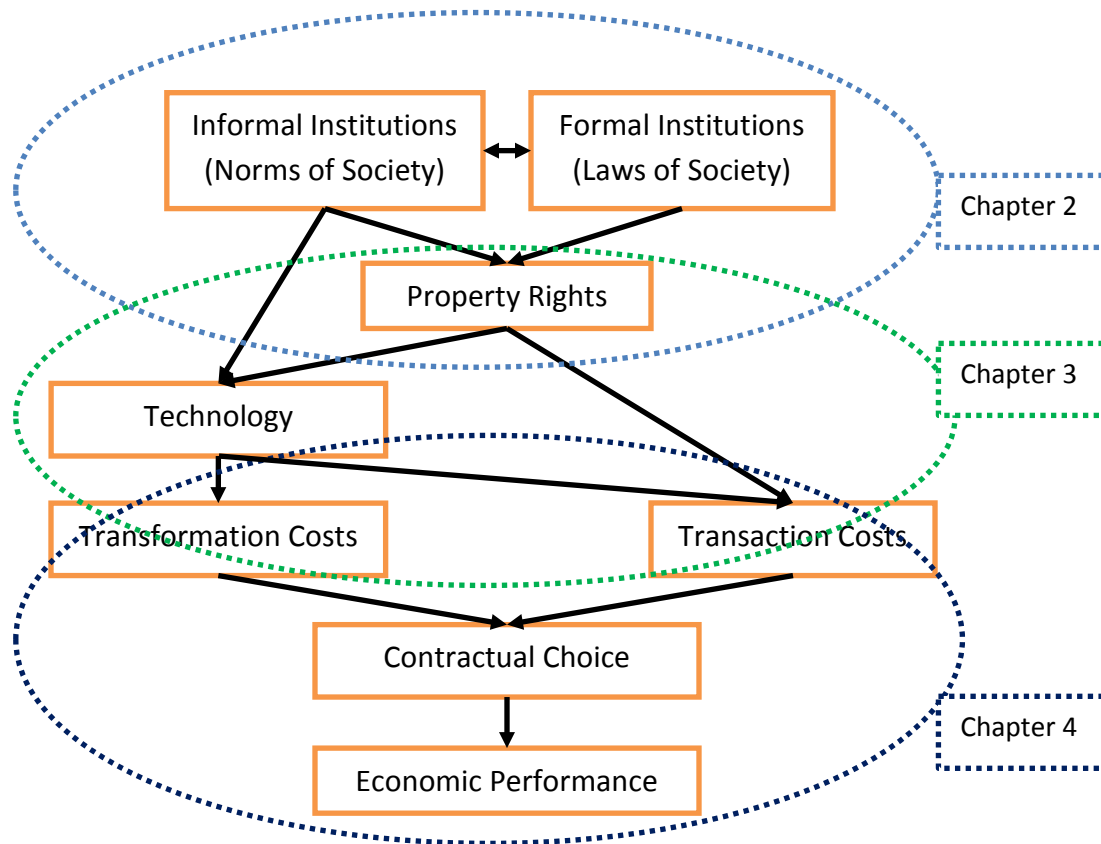 Informal Institutions
(Norms of Society)
Formal Institutions
(Laws of Society)
Chapter 2
Property Rights
Chapter 3
Technology
Transformation Costs
Transaction Costs
Contractual Choice
Chapter 4
Economic Performance